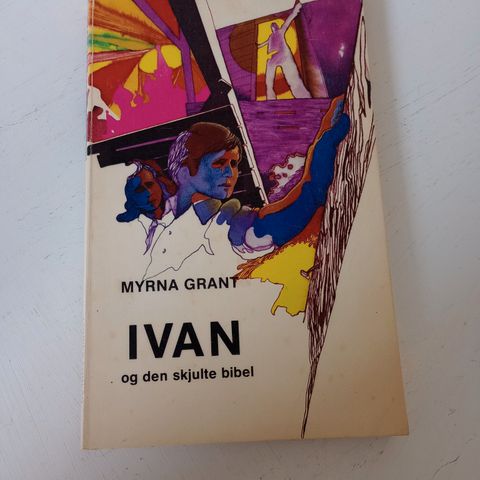 MYRNA GRANT
IVAN
og den skjulte bibel